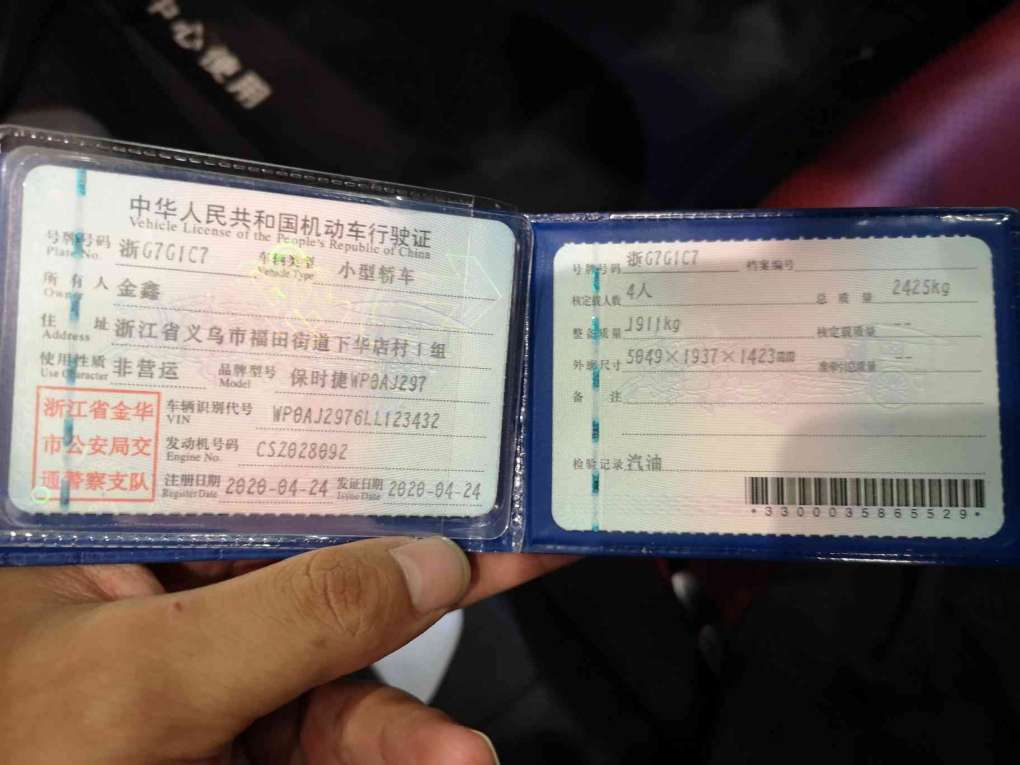 中心使用
中华人民共和国机动车行驶证
Vehicle License of the People's Republic of China
号牌号码 浙G7G1C7 车辆类型 小型轿车
Plate No. Vehicle Type
所有人 金鑫
Owner
住址 浙江省义乌市福田街道下华店村1组
Address
使用性质 非营运 品牌型号 保时捷WP0AJ297
Use Character Model
浙江省金华
市公安局交
通警察支队
车辆识别代号 WP0AJ2976LL123432
VIN
发动机号码 CSZ028092
Engine No.
注册日期 2020-04-24 发证日期 2020-04-24
Register Date Issue Date
号牌号码 浙G7G1C7 档案编号
核定载人数 4人 总质量 2425kg
整备质量 1911kg 核定载质量 --
外廓尺寸 5049×1937×1423mm 准牵引总质量 --
备注
检验记录 汽油
*3300035865529*